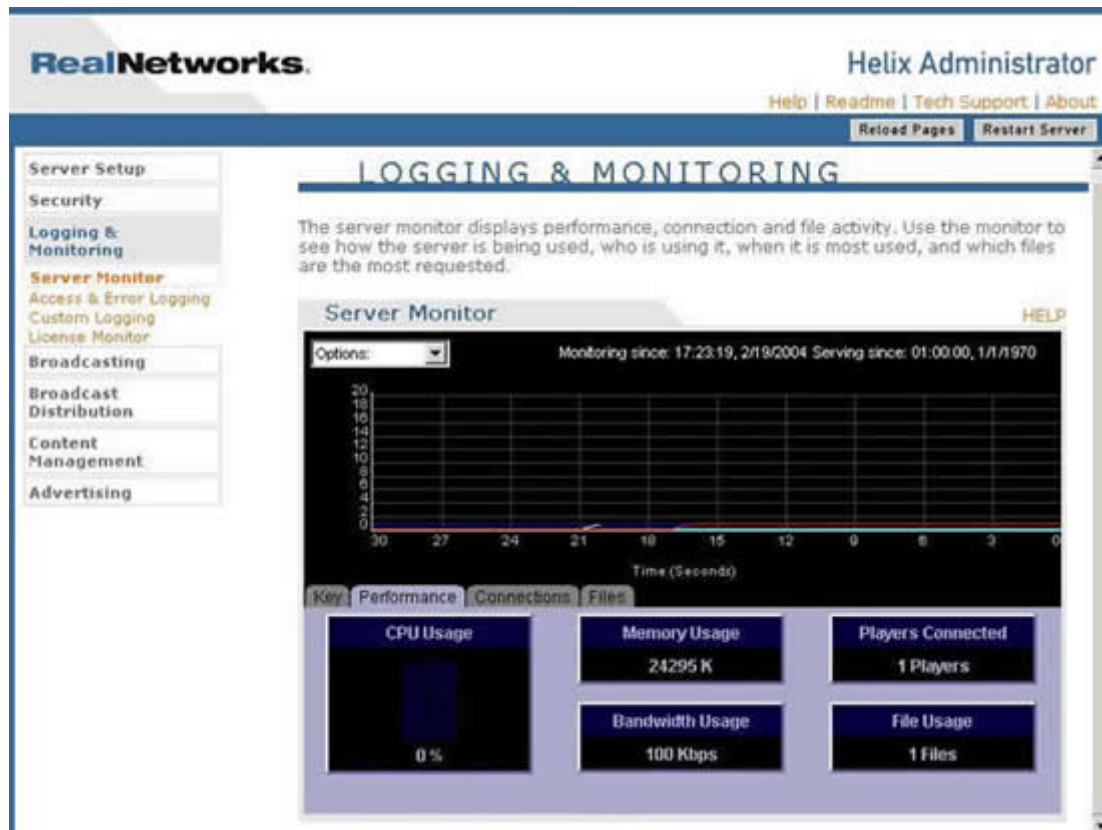 RealNetworks.
Helix Administrator
Help | Readme | Tech Support | About
Reload Pages
Restart Server
Server Setup
Security
Logging &
Monitoring
Server Monitor
Access & Error Logging
Custom Logging
License Monitor
Broadcasting
Broadcast
Distribution
Content
Management
Advertising
LOGGING & MONITORING
The server monitor displays performance, connection and file activity. Use the monitor to
see how the server is being used, who is using it, when it is most used, and which files
are the most requested.
Server Monitor
HELP
Options:
Monitoring since: 17:23:19, 2/19/2004 Serving since: 01:00:00, 1/1/1970
20
18
16
14
12
10
8
6
4
2
0
30 27 24 21 18 15 12 9 6 3 0
Time (Seconds)
Key Performance Connections Files
CPU Usage
0 %
Memory Usage
24295 K
Players Connected
1 Players
Bandwidth Usage
100 Kbps
File Usage
1 Files